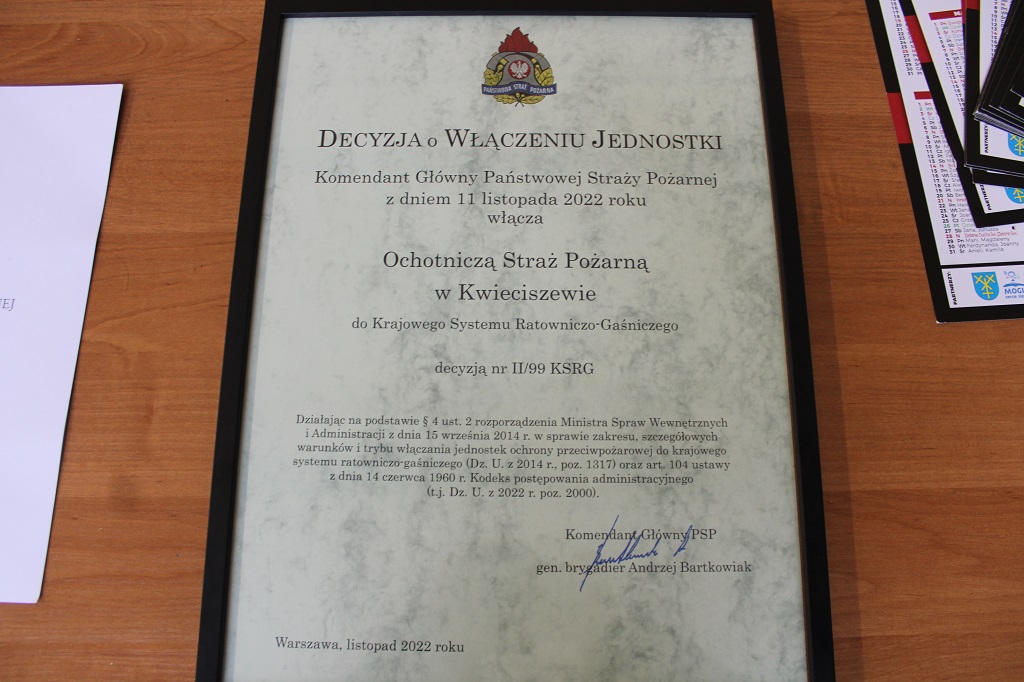 PAŃSTWOWA STRAŻ POŻARNA
DECYZJA O WŁĄCZENIU JEDNOSTKI
Komendant Główny Państwowej Straży Pożarnej
z dniem 11 listopada 2022 roku
włącza
Ochotniczą Straż Pożarną
w Kwieciszewie
do Krajowego Systemu Ratowniczo-Gaśniczego
decyzją nr II/99 KSRG
Działając na podstawie § 4 ust. 2 rozporządzenia Ministra Spraw Wewnętrznych
i Administracji z dnia 15 września 2014 r. w sprawie zakresu, szczegółowych
warunków i trybu włączania jednostek ochrony przeciwpożarowej do krajowego
systemu ratowniczo-gaśniczego (Dz. U. z 2014 r., poz. 1317) oraz art. 104 ustawy
z dnia 14 czerwca 1960 r. Kodeks postępowania administracyjnego
(t.j. Dz. U. z 2022 r. poz. 2000).
Komendant Główny PSP
gen. brygadier Andrzej Bartkowiak
Warszawa, listopad 2022 roku
NEJ
PARTNERZY:
PARTNERZY:
PARTNERZY: